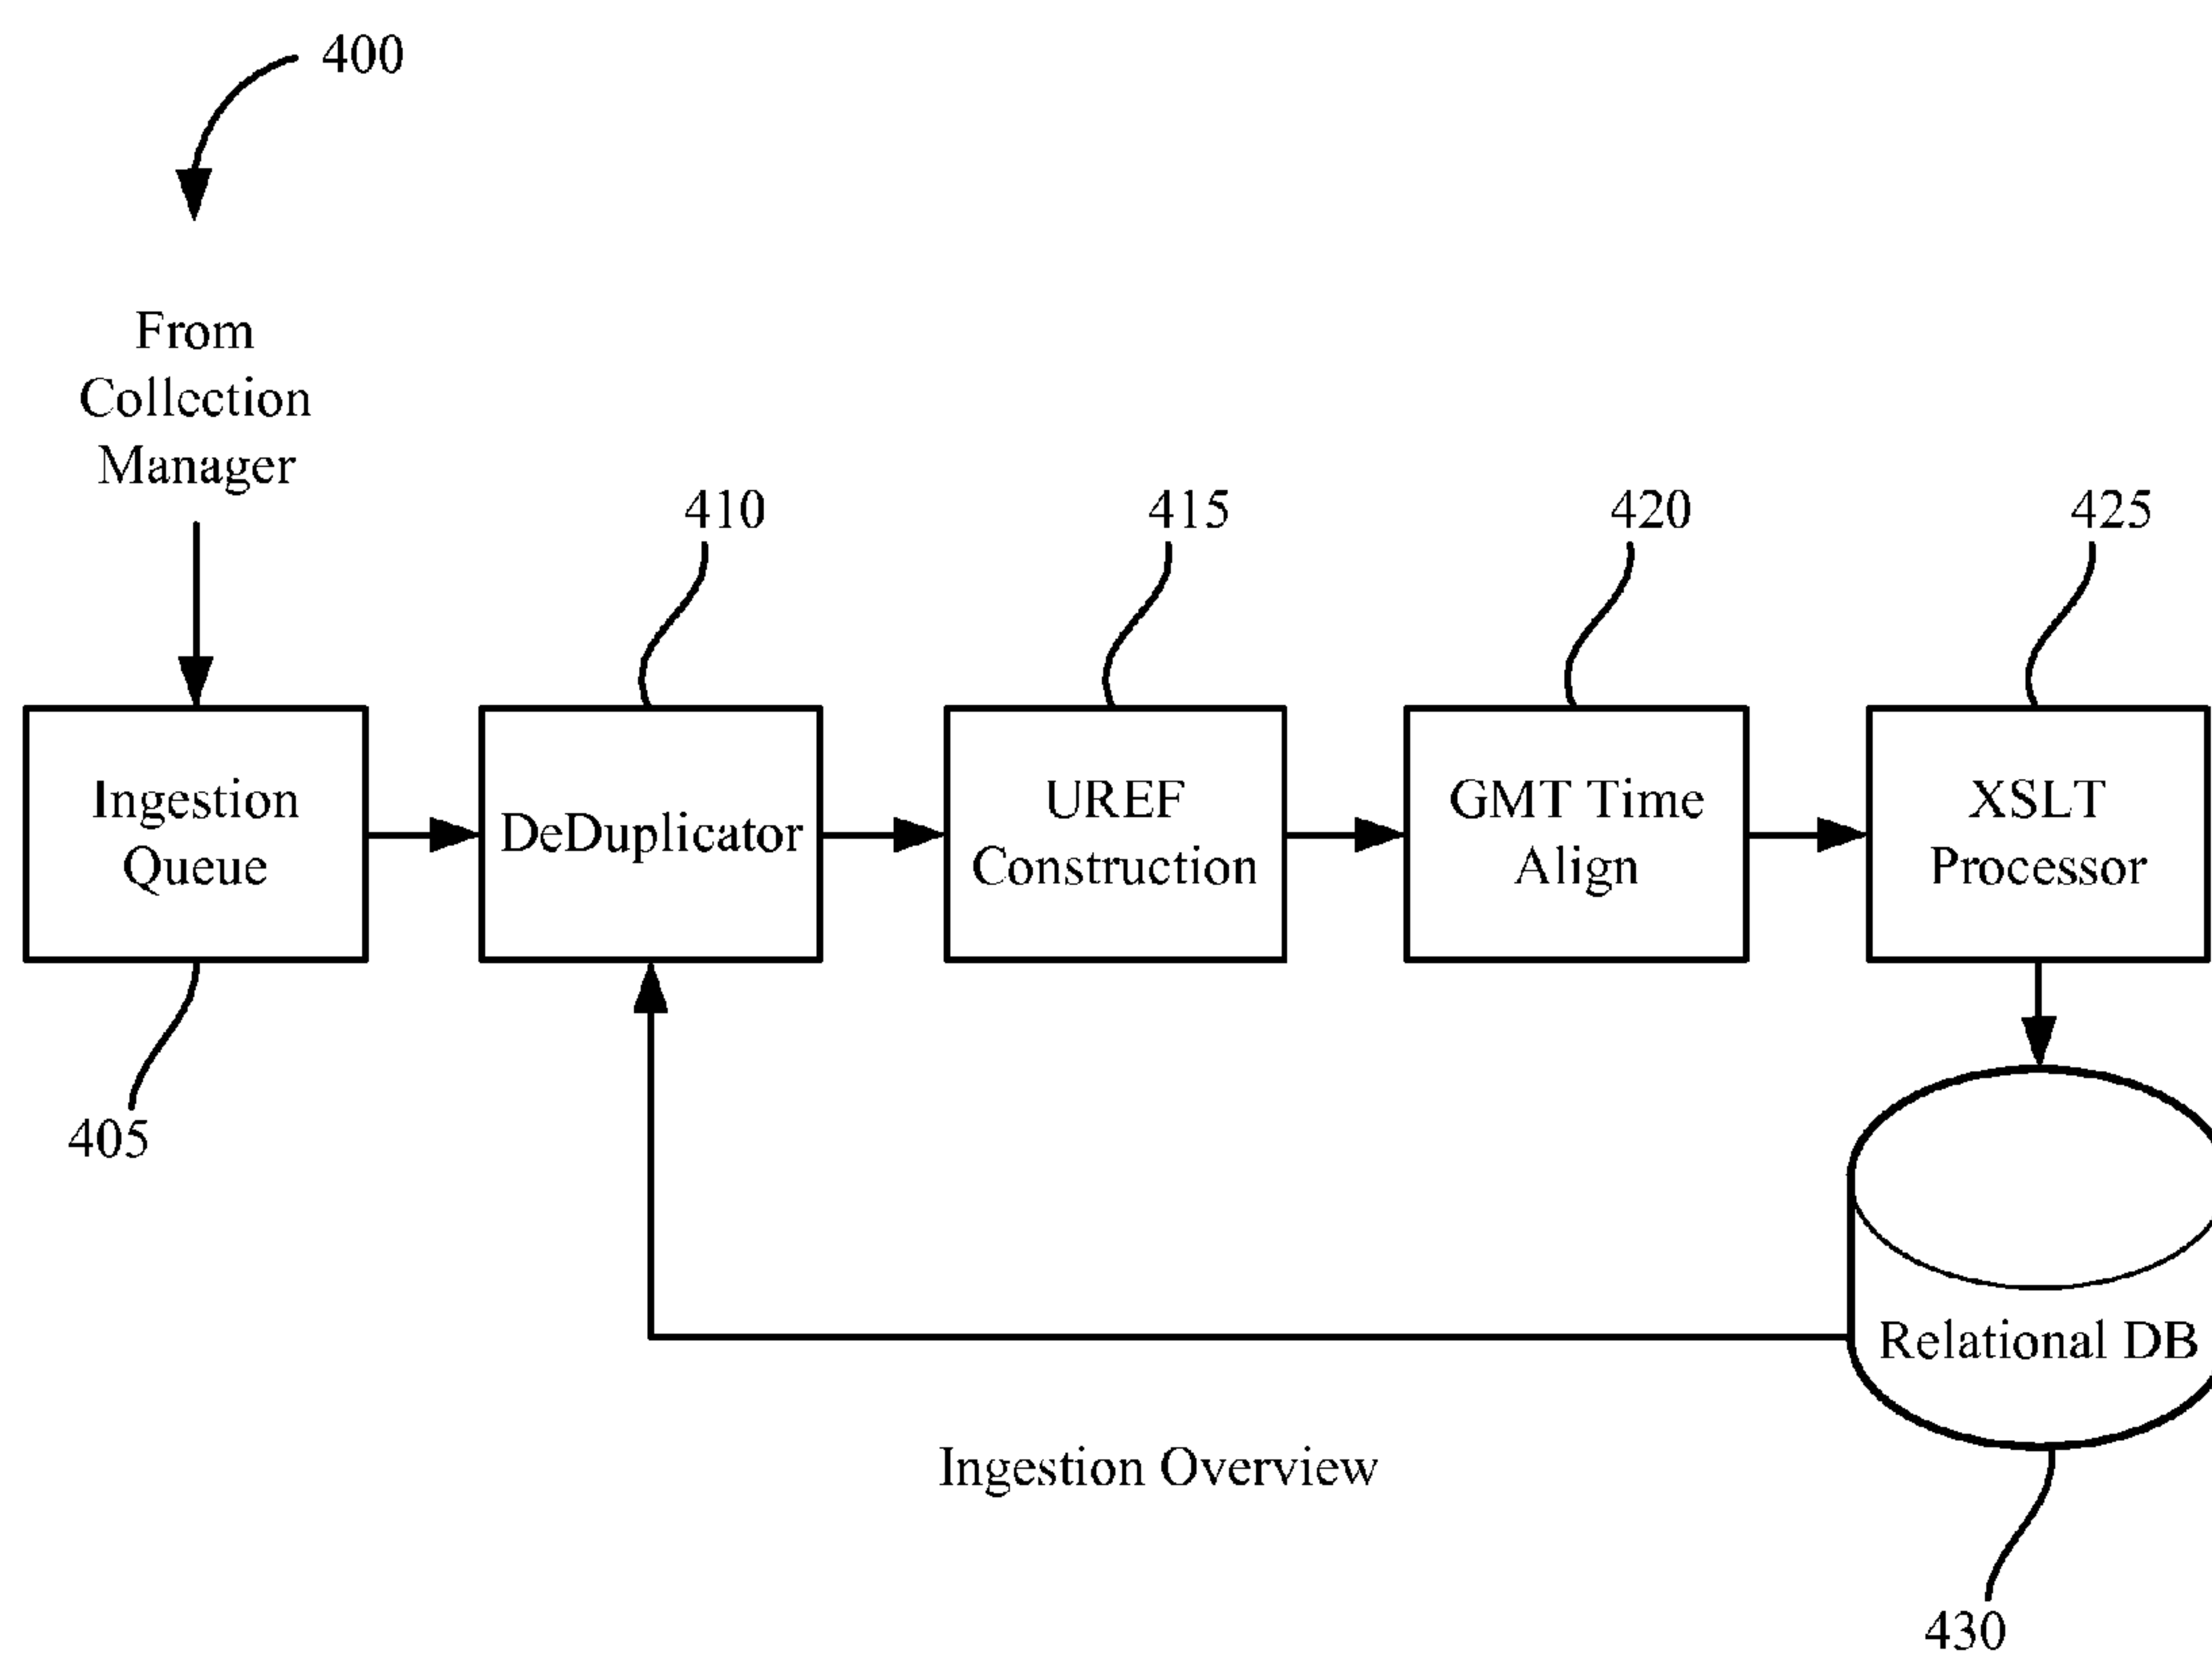 400
From
Collection
Manager
410
415
420
425
Ingestion
Queue
DeDuplicator
UREF
Construction
GMT Time
Align
XSLT
Processor
405
Relational DB
Ingestion Overview
430